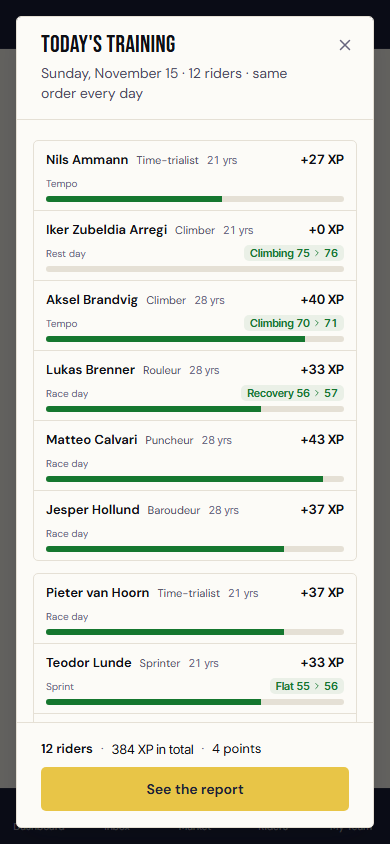 TODAY'S TRAINING
Sunday, November 15 · 12 riders · same
order every day
Nils Ammann Time-trialist 21 yrs +27 XP
Tempo
Iker Zubeldia Arregi Climber 21 yrs +0 XP
Rest day Climbing 75 › 76
Aksel Brandvig Climber 28 yrs +40 XP
Tempo Climbing 70 › 71
Lukas Brenner Rouleur 28 yrs +33 XP
Race day Recovery 56 › 57
Matteo Calvari Puncheur 28 yrs +43 XP
Race day
Jesper Hollund Baroudeur 28 yrs +37 XP
Race day
Pieter van Hoorn Time-trialist 21 yrs +37 XP
Race day
Teodor Lunde Sprinter 21 yrs +33 XP
Sprint Flat 55 › 56
12 riders · 384 XP in total · 4 points
See the report